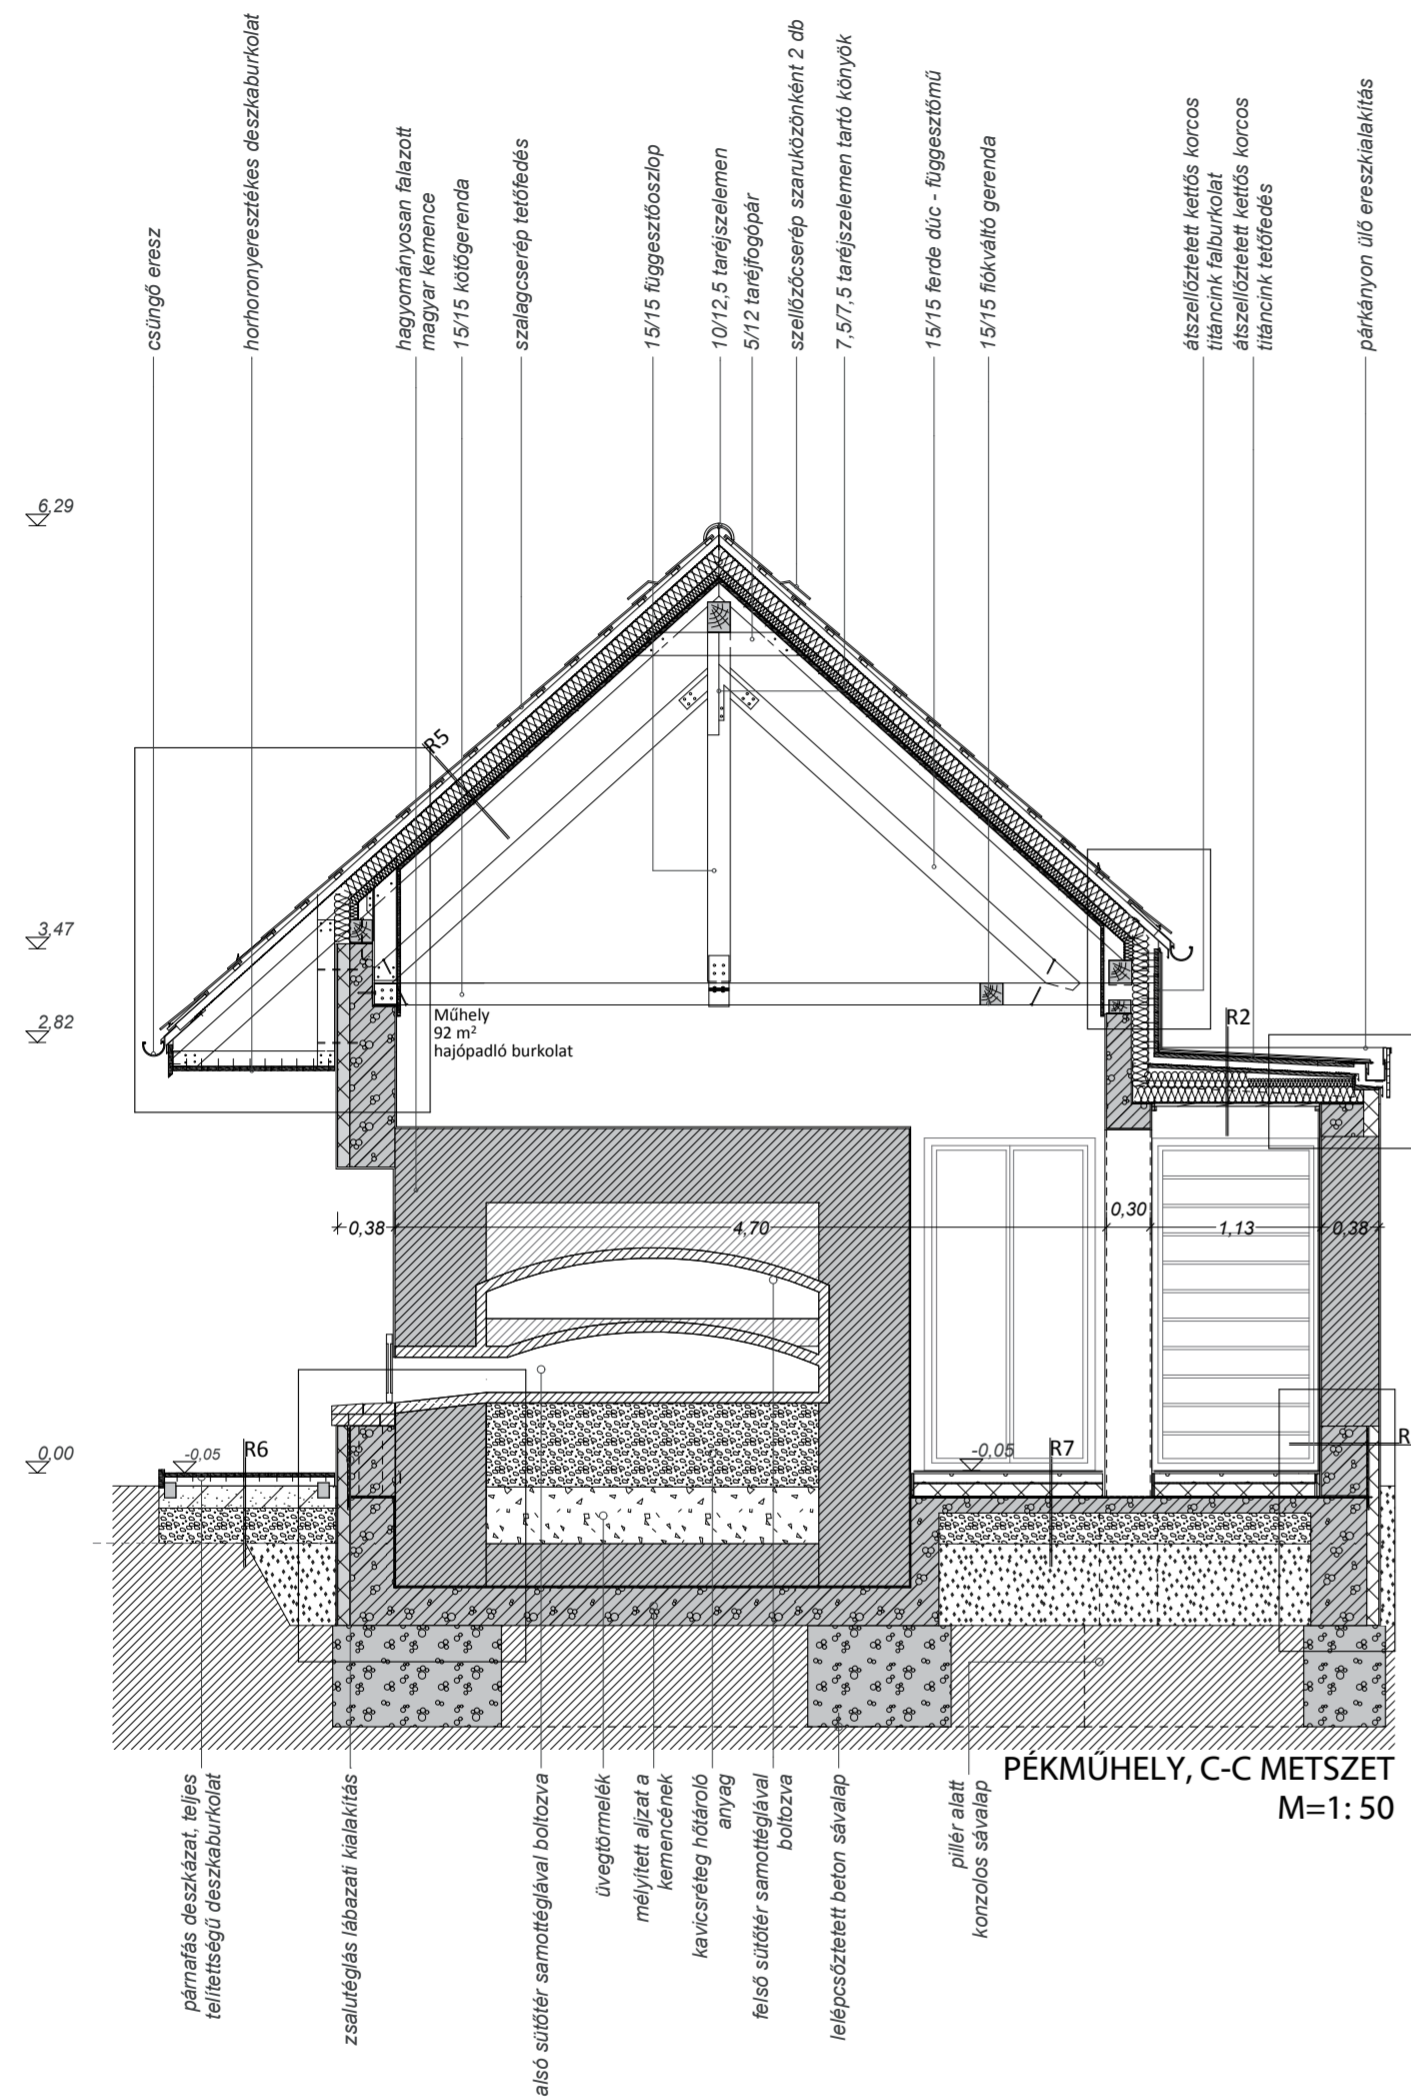 csüngő eresz
horhoronyeresztékes deszkaburkolat
hagyományosan falazott
magyar kemence
15/15 kötőgerenda
szalagcserép tetőfedés
15/15 függesztőoszlop
10/12,5 taréjszelemen
5/12 taréjfogópár
szellőzőcserép szaruközönként 2 db
7,5/7,5 taréjszelemen tartó könyök
15/15 ferde dúc - függesztőmű
15/15 fiókváltó gerenda
átszellőztetett kettős korcos
titáncink falburkolat
átszellőztetett kettős korcos
titáncink tetőfedés
párkányon ülő ereszkialakítás
6,29
R5
3,47
2,82
Műhely
92 m²
hajópadló burkolat
R2
0,38
4,70
0,30
1,13
0,38
0,00
-0,05
R6
-0,05
R7
R
PÉKMŰHELY, C-C METSZET
M=1: 50
párnafás deszkázat, teljes
telítettségű deszkaburkolat
zsalutéglás lábazati kialakítás
alsó sütőtér samottéglával boltozva
üvegtörmelék
mélyített aljzat a
kemencének
kavicsréteg hőtároló
anyag
felső sütőtér samottéglával
boltozva
lelépcsőztetett beton sávalap
pillér alatt
konzolos sávalap